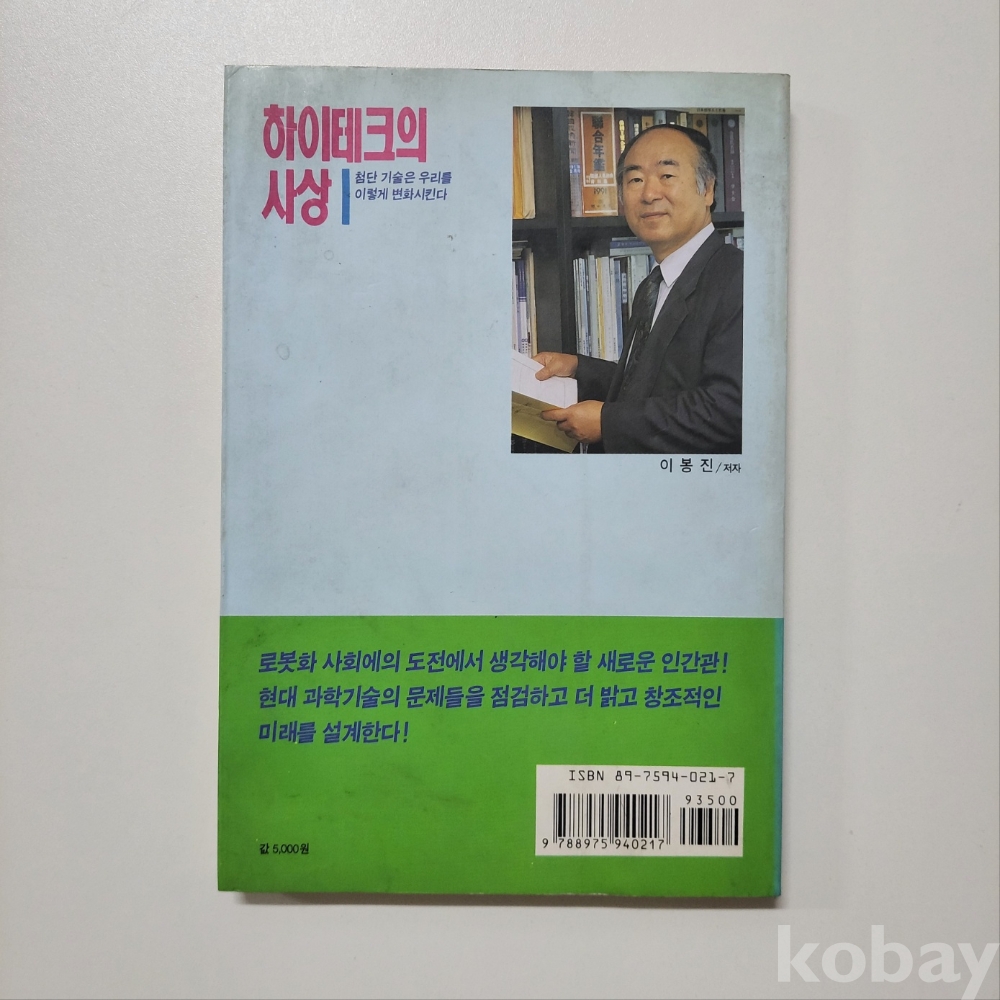 하이테크의
사상
첨단 기술은 우리를
이렇게 변화시킨다
聯合年鑑
1991
이봉진/저자
로봇화 사회에의 도전에서 생각해야 할 새로운 인간관!
현대 과학기술의 문제들을 점검하고 더 밝고 창조적인
미래를 설계한다!
ISBN 89-7594-021-7
93500
9 788975 940217
값 5,000원
kobay